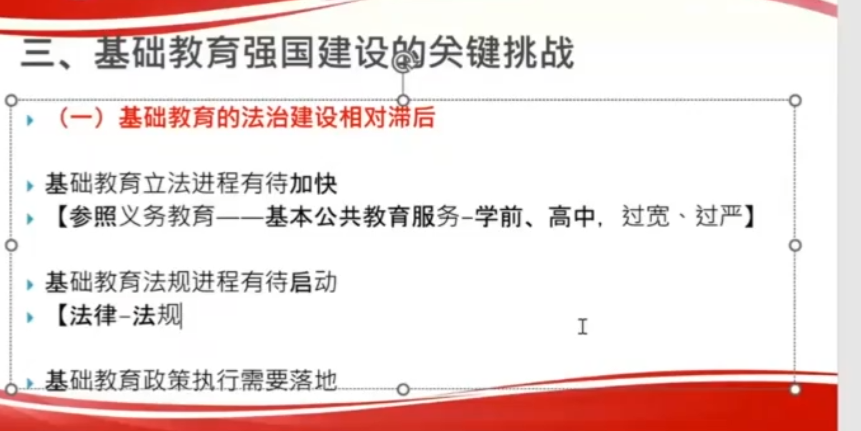 三、基础教育强国建设的关键挑战
（一）基础教育的法治建设相对滞后
基础教育立法进程有待加快
【参照义务教育——基本公共教育服务–学前、高中，过宽、过严】
基础教育法规进程有待启动
【法律–法规
基础教育政策执行需要落地